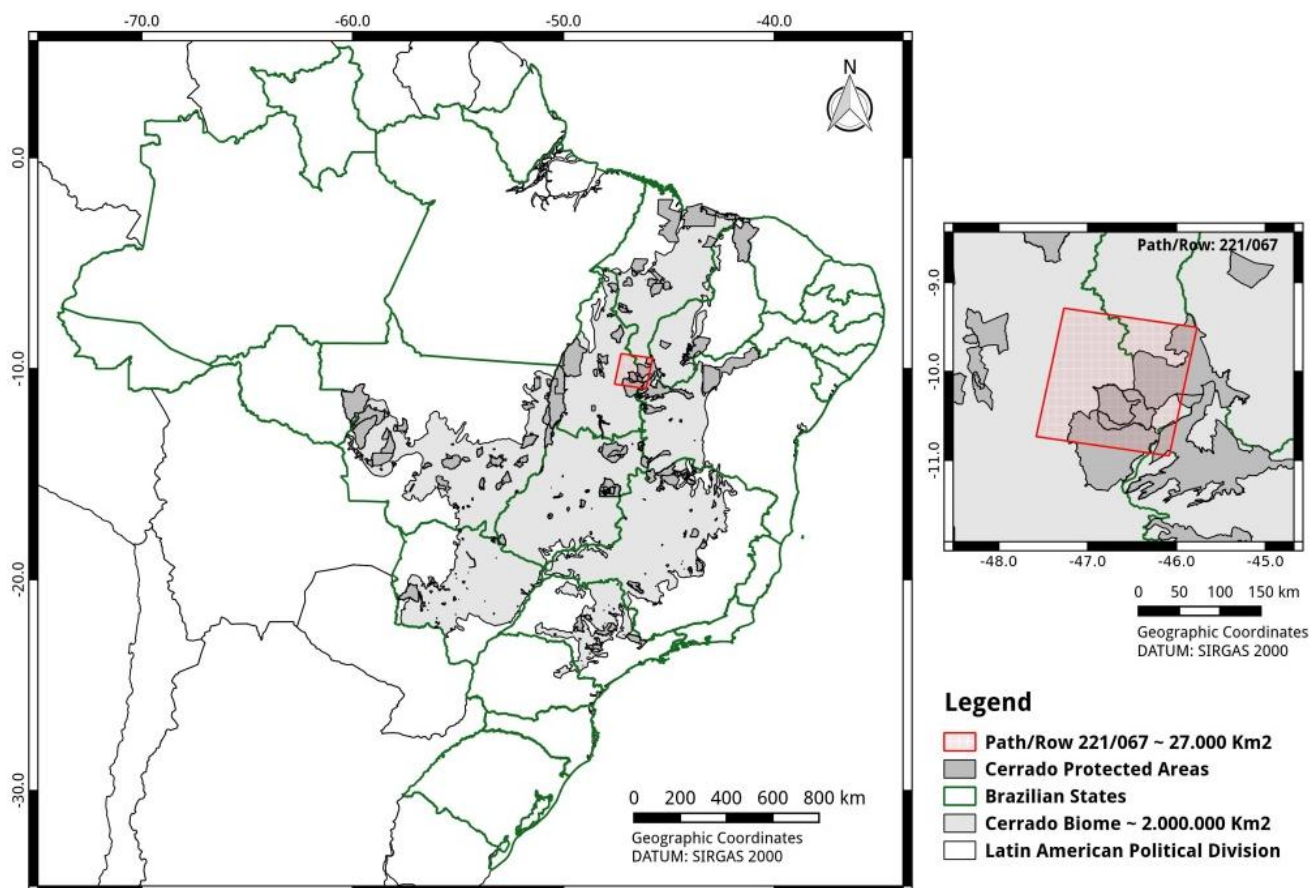 -70.0 -60.0 -50.0 -40.0
N
0.0
-10.0
-20.0
-30.0
0 200 400 600 800 km
Geographic Coordinates
DATUM: SIRGAS 2000
Path/Row: 221/067
-9.0
-10.0
-11.0
-48.0 -47.0 -46.0 -45.0
0 50 100 150 km
Geographic Coordinates
DATUM: SIRGAS 2000
Legend
Path/Row 221/067 ~ 27.000 Km2
Cerrado Protected Areas
Brazilian States
Cerrado Biome ~ 2.000.000 Km2
Latin American Political Division